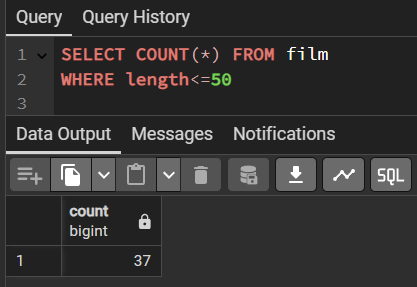 Query Query History
1 SELECT COUNT(*) FROM film
2 WHERE length<=50
3
Data Output Messages Notifications
SQL
count
bigint
1 37